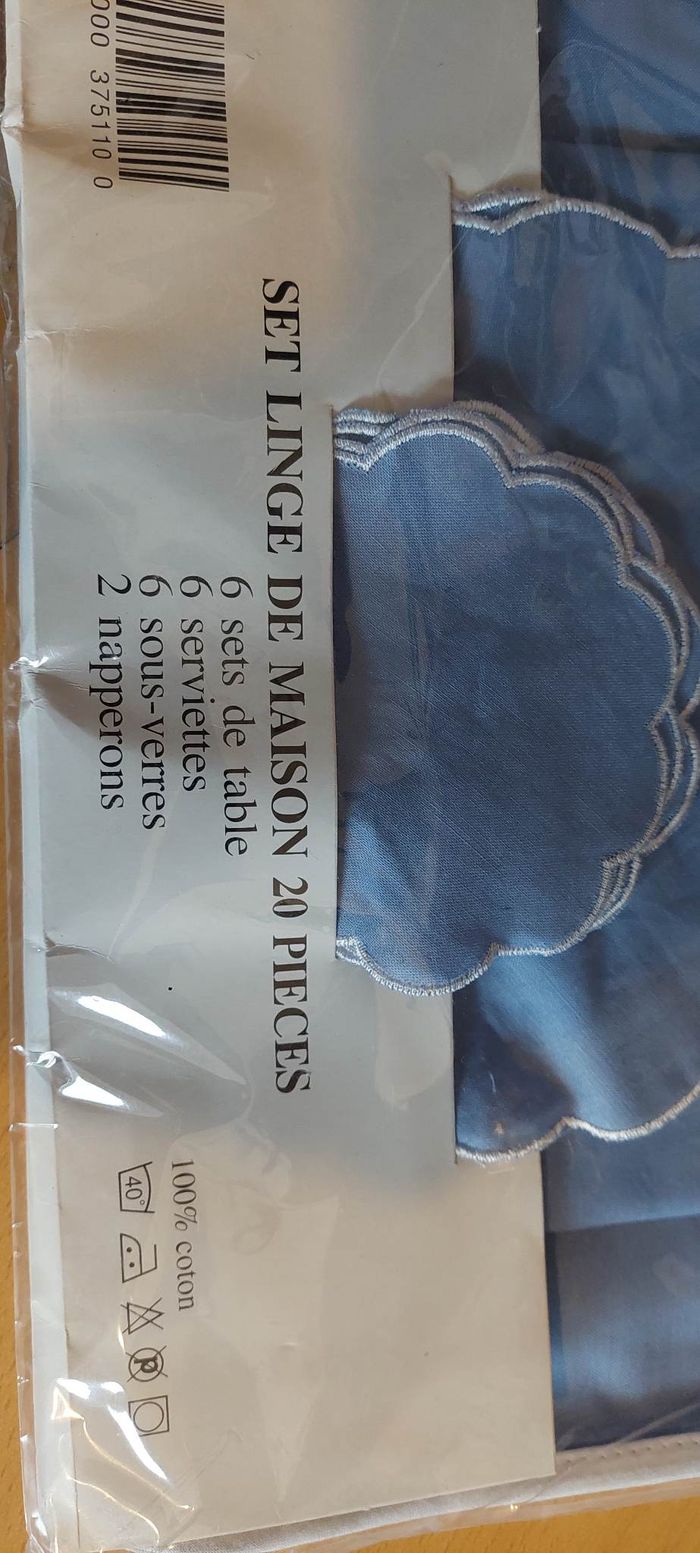 SET LINGE DE MAISON 20 PIECES
6 sets de table
6 serviettes
6 sous-verres
2 napperons
000 375110 0
100% coton
40°
P